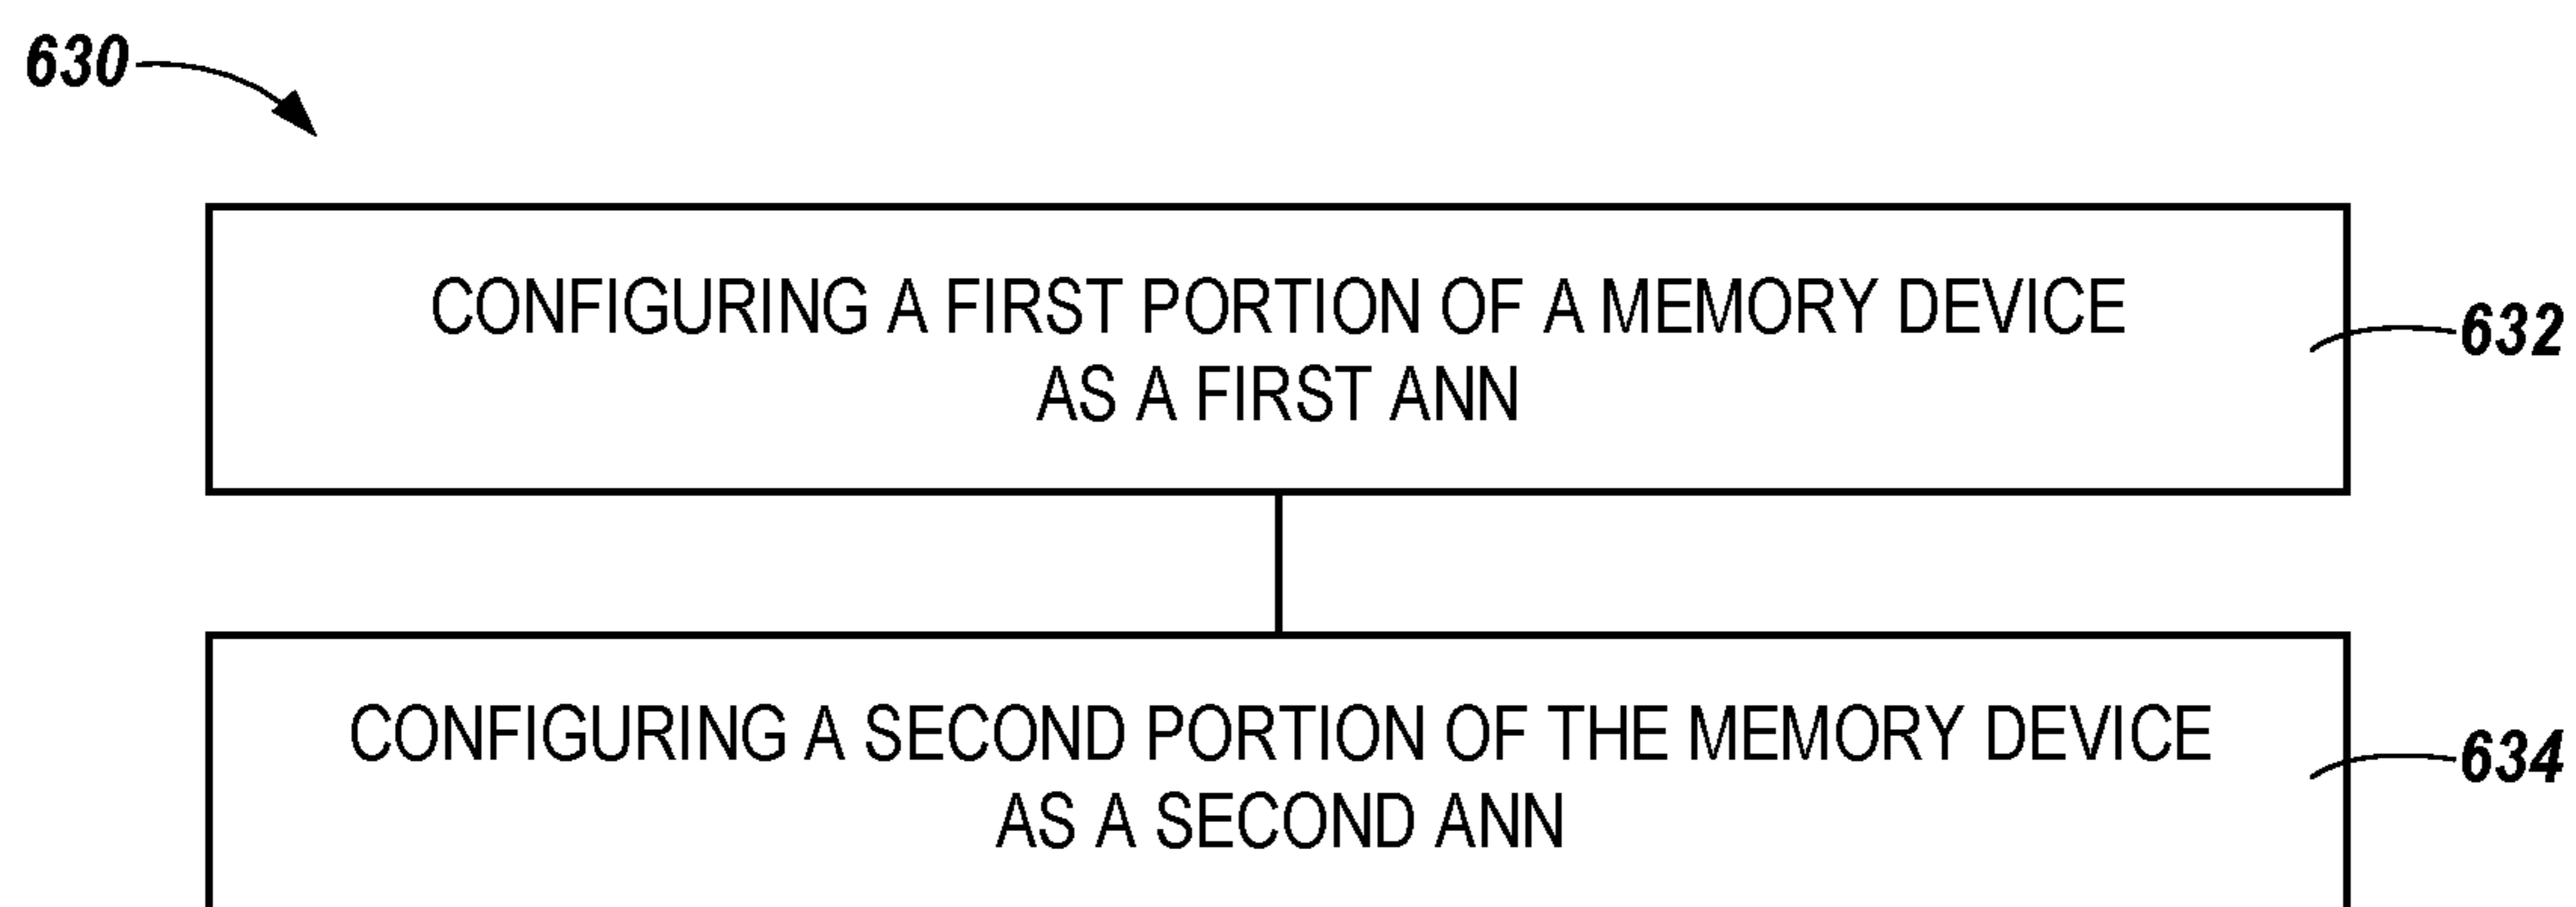 630
CONFIGURING A FIRST PORTION OF A MEMORY DEVICE
AS A FIRST ANN
632
CONFIGURING A SECOND PORTION OF THE MEMORY DEVICE
AS A SECOND ANN
634